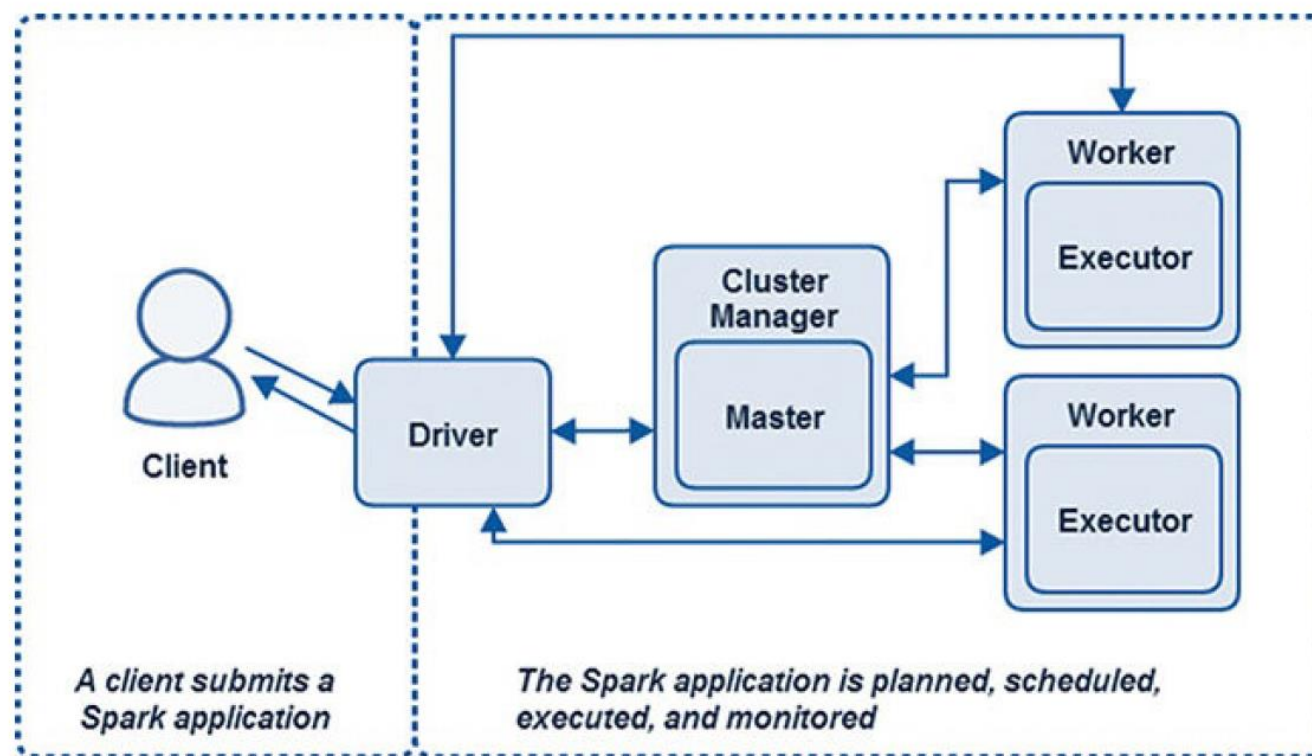 Worker
Executor
Cluster
Manager
Master
Driver
Client
Worker
Executor
A client submits a
Spark application
The Spark application is planned, scheduled,
executed, and monitored